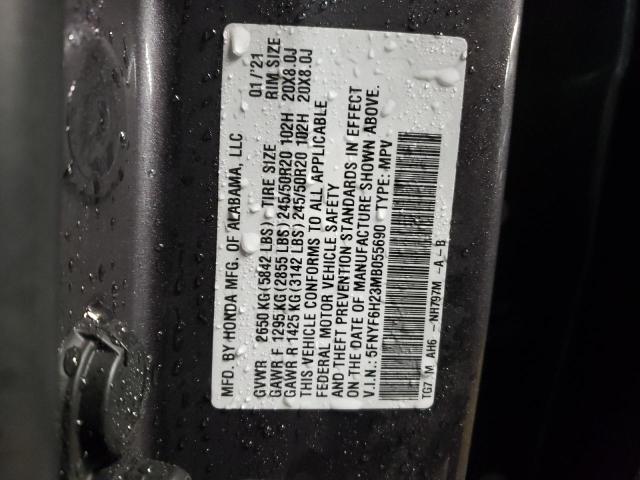 MFD. BY HONDA MFG. OF ALABAMA, LLC 01/'21
GVWR 2650 KG (5842 LBS) TIRE SIZE RIM SIZE
GAWR F 1295 KG (2855 LBS) 245/50R20 102H 20X8.0J
GAWR R 1425 KG (3142 LBS) 245/50R20 102H 20X8.0J
THIS VEHICLE CONFORMS TO ALL APPLICABLE
FEDERAL MOTOR VEHICLE SAFETY
AND THEFT PREVENTION STANDARDS IN EFFECT
ON THE DATE OF MANUFACTURE SHOWN ABOVE.
V.I.N.: 5FNYF6H23MB055690 TYPE: MPV
TG7 M AH6 - NH797M -A-B